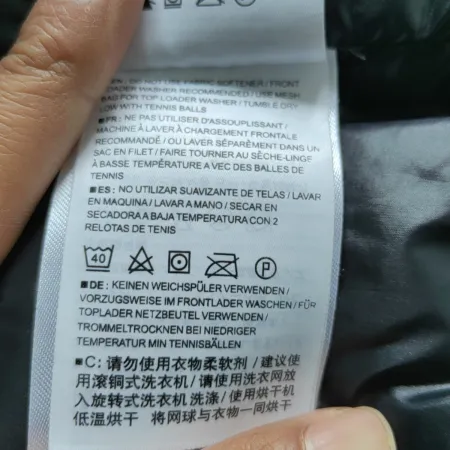 EN: DO NOT USE FABRIC SOFTENER / FRONT
LOADER WASHER RECOMMENDED / USE MESH
BAG FOR TOP LOADER WASHER / TUMBLE DRY
LOW WITH TENNIS BALLS
■ FR: NE PAS UTILISER D'ASSOUPLISSANT /
MACHINE À LAVER À CHARGEMENT FRONTALE
RECOMMANDÉE / OU LAVER SÉPARÉMENT DANS UN
SAC EN FILET / FAIRE TOURNER AU SÈCHE-LINGE
À BASSE TEMPÉRATURE A VEC DES BALLES DE
TENNIS
■ ES : NO UTILIZAR SUAVIZANTE DE TELAS / LAVAR
EN MAQUINA / LAVAR A MANO / SECAR EN
SECADORA A BAJA TEMPERATURA CON 2
RELOTAS DE TENIS
40 P
■ DE : KEINEN WEICHSPÜLER VERWENDEN /
VORZUGSWEISE IM FRONTLADER WASCHEN / FÜR
TOPLADER NETZBEUTEL VERWENDEN /
TROMMELTROCKNEN BEI NIEDRIGER
TEMPERATUR MIN TENNISBÄLLEN
■ C: 请勿使用衣物柔软剂 / 建议使
用滚铜式洗衣机 / 使用洗衣网放
入旋转式洗衣机洗涤 / 使用烘干机
低温烘干 将网球与衣物一同烘干